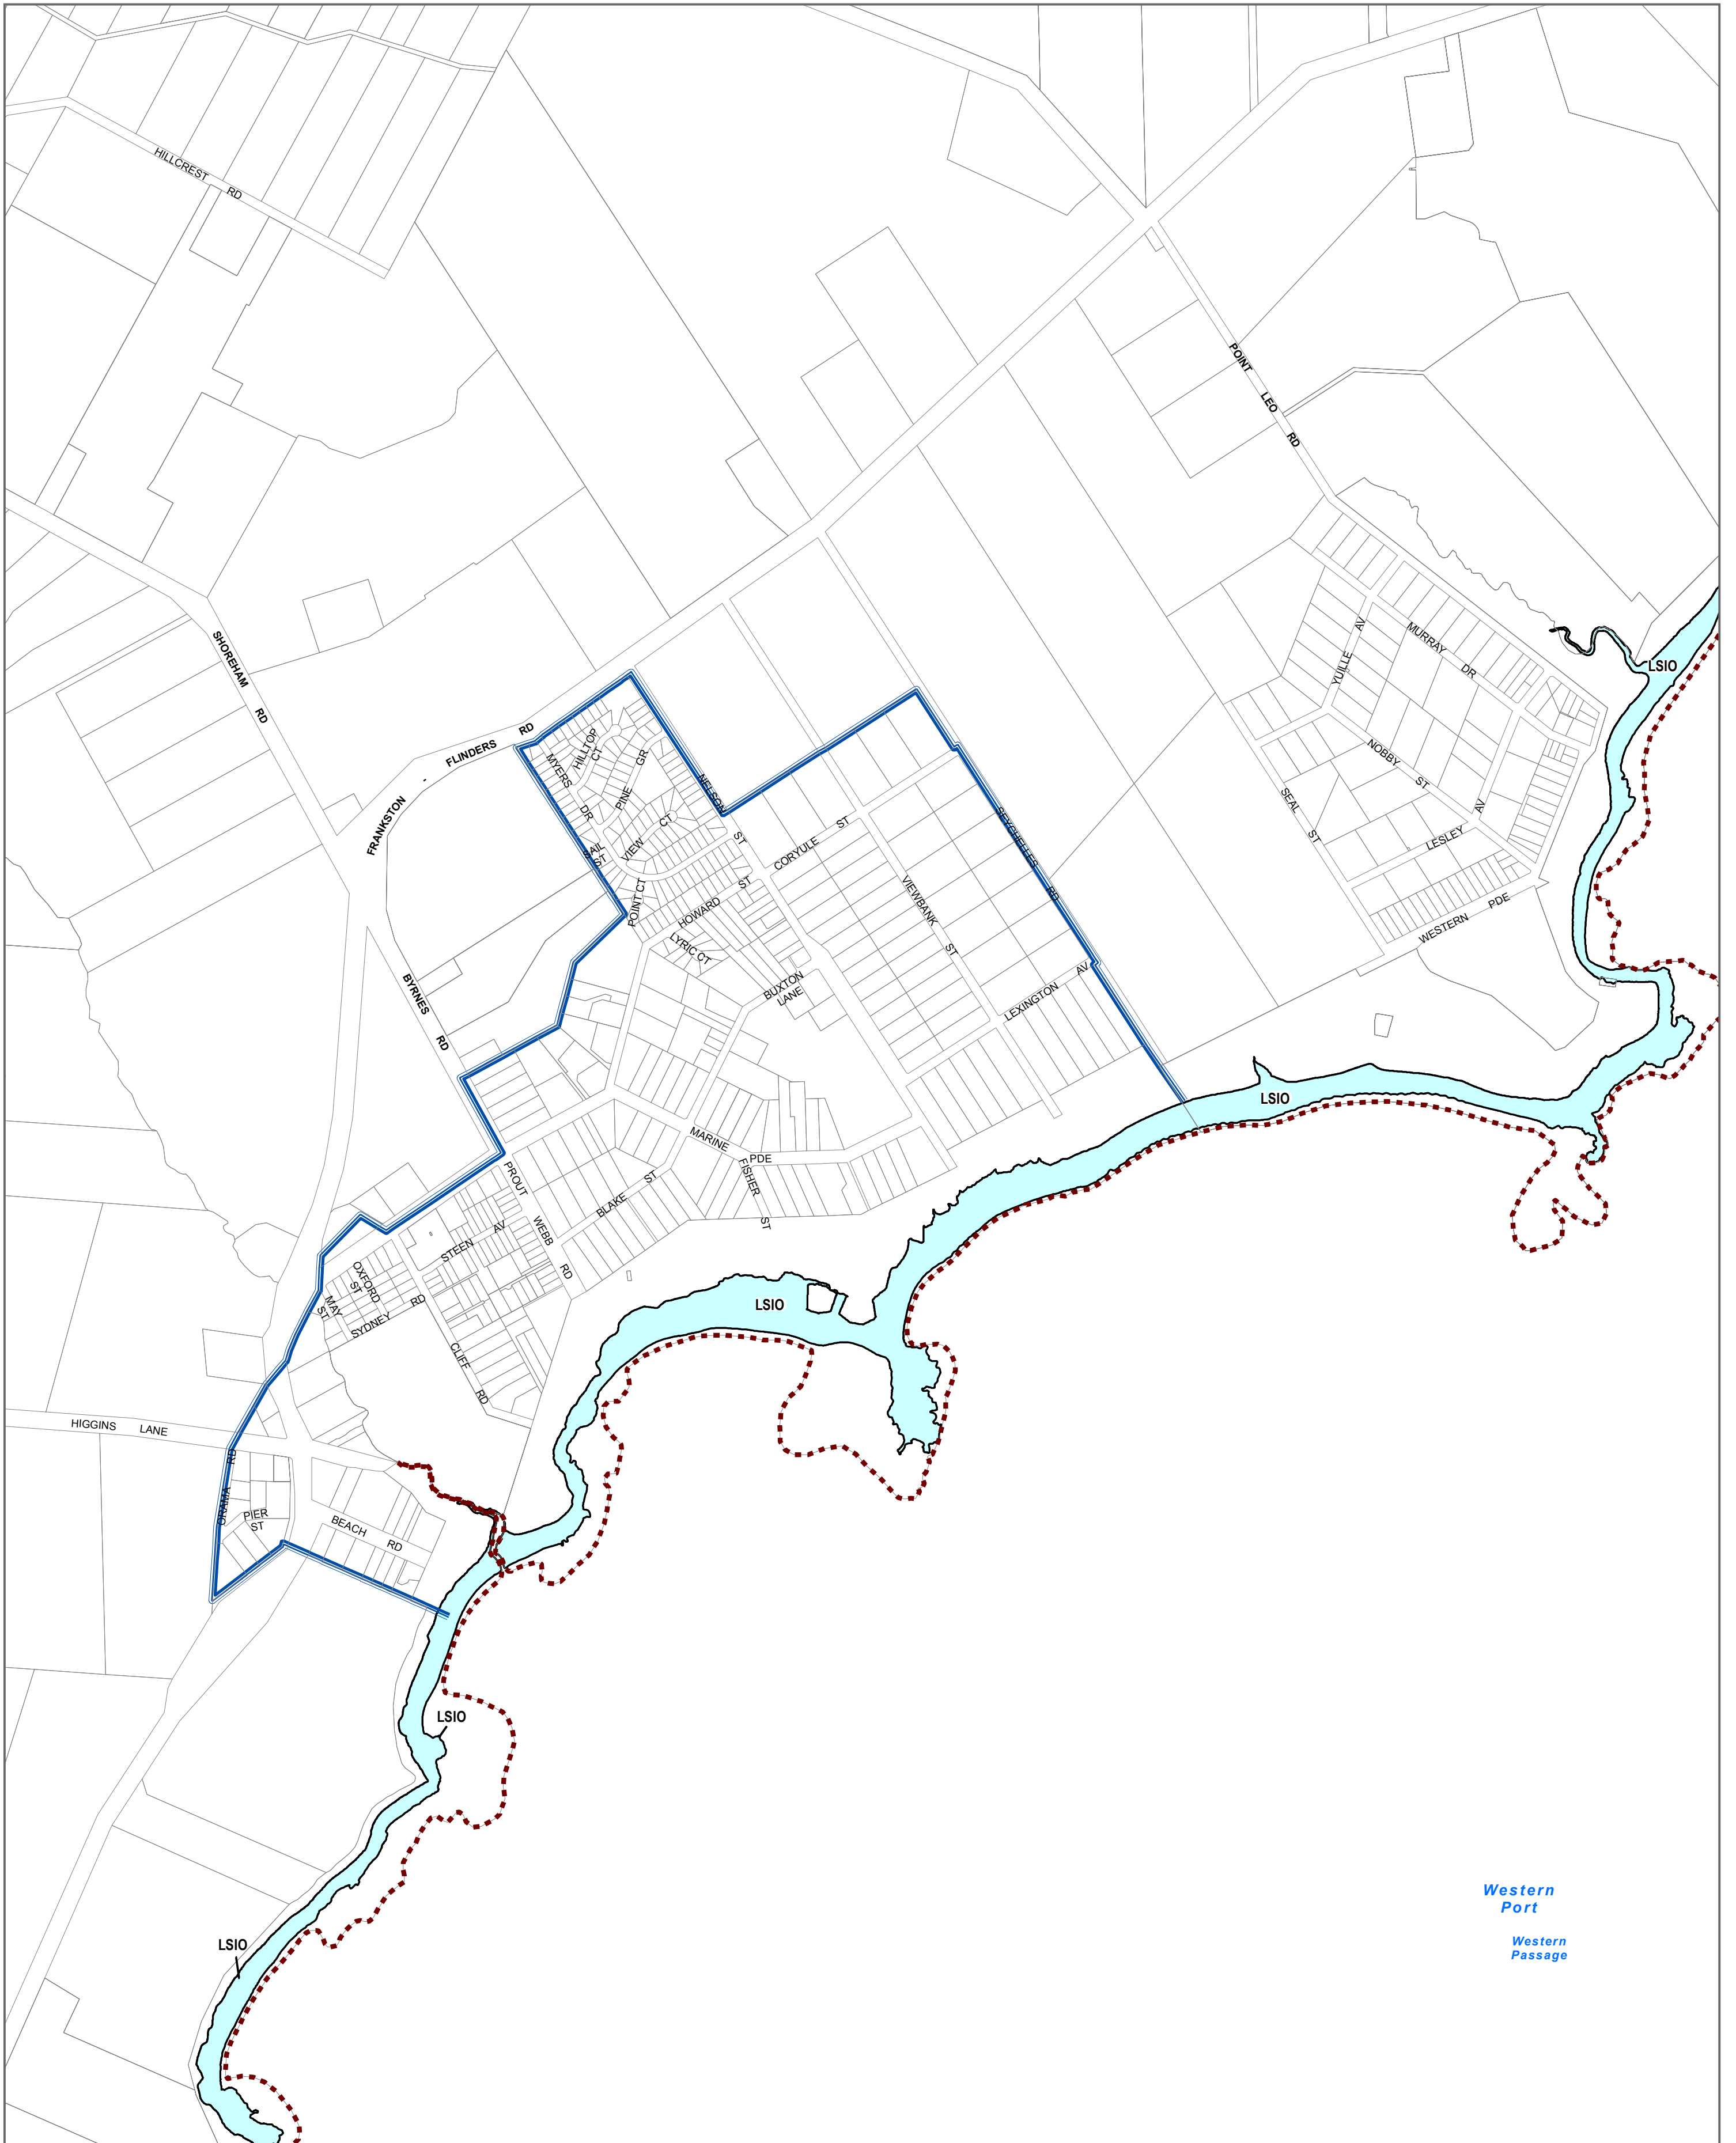 HILLCREST RD
POINT LEO RD
SHOREHAM RD
FRANKSTON - FLINDERS RD
MURRAY DR
YUILLE AV
LSIO
NOBBY ST
SEAL ST
LESLEY AV
WESTERN PDE
MYERS DR
HILLTOP
CT
PINE GR
VIEW CT
ST
POINT CT
NELSON ST
HOWARD ST
CORYULE ST
LYRIC CT
BUXTON
LANE
VIEWBANK ST
SEYCHELLES RD
LEXINGTON AV
BYRNES RD
LSIO
MARINE PDE
FISHER ST
PROUT WEBB RD
BLAKE ST
STEEN AV
OXFORD
ST
MAY
ST
SYDNEY RD
CLIFF RD
LSIO
HIGGINS LANE
ORAMA RD
PIER
ST
BEACH RD
LSIO
Western
Port
Western
Passage
LSIO